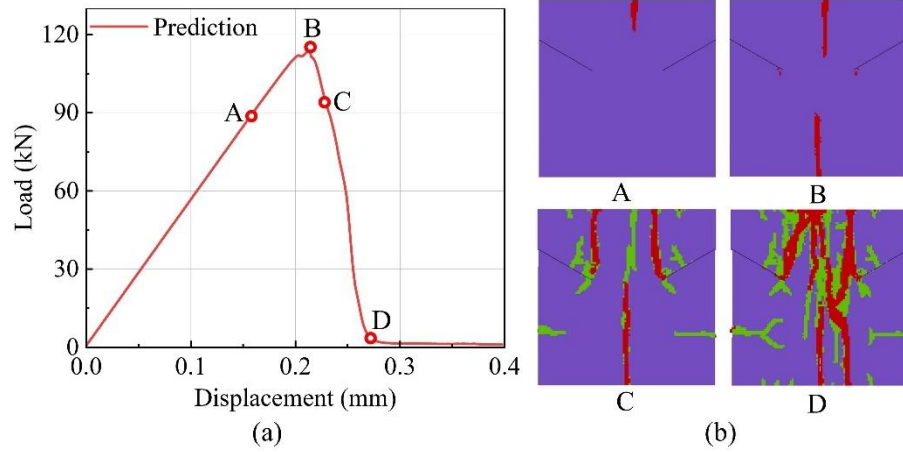 Prediction
120
90
60
30
0
Load (kN)
A
B
C
D
0.0 0.1 0.2 0.3 0.4
Displacement (mm)
(a)
A B
C D
(b)